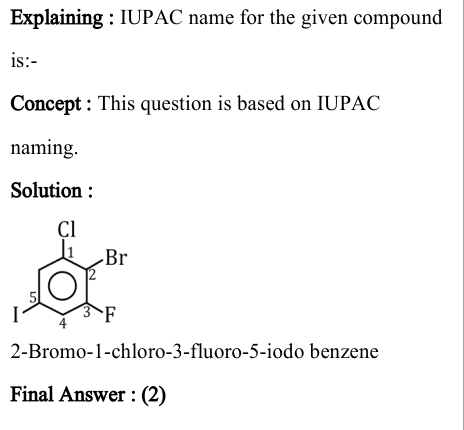 Explaining : IUPAC name for the given compound
is:-
Concept : This question is based on IUPAC
naming.
Solution :
Cl
1
Br
2
5
I
3
F
4
2-Bromo-1-chloro-3-fluoro-5-iodo benzene
Final Answer : (2)